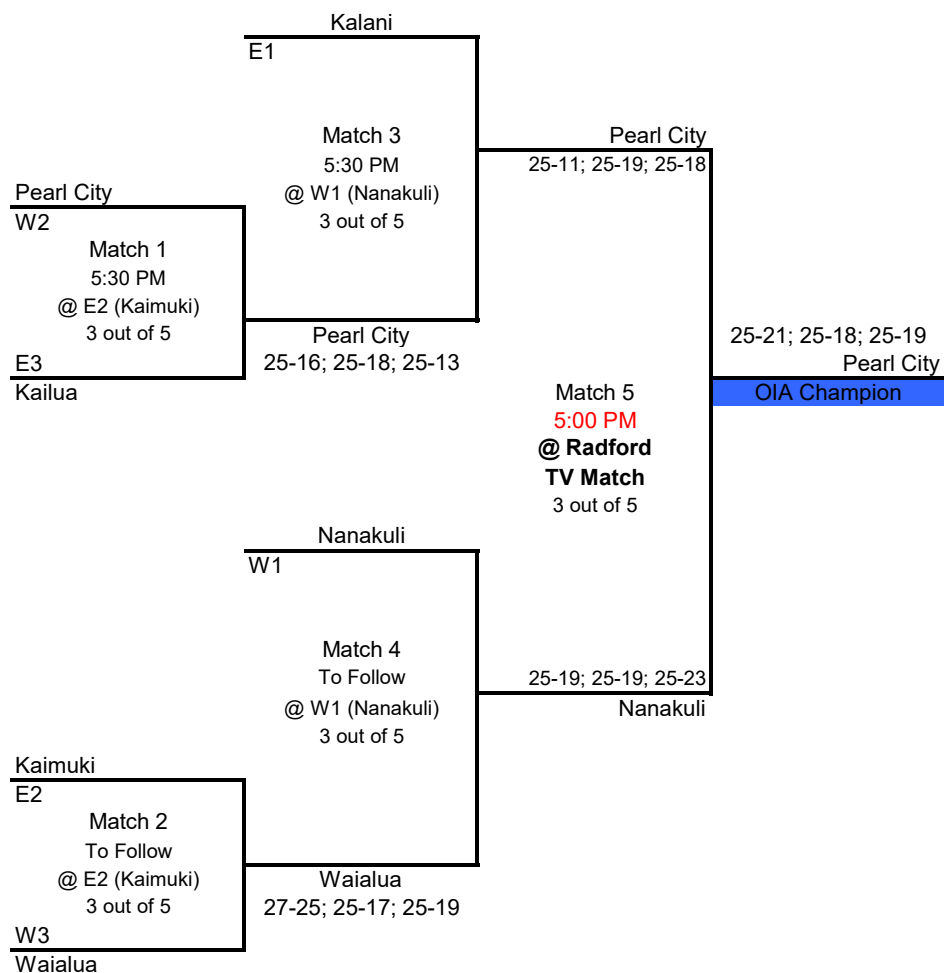 Kalani
E1
Match 3
5:30 PM
@ W1 (Nanakuli)
3 out of 5
Pearl City
25-11; 25-19; 25-18
Pearl City
W2
Match 1
5:30 PM
@ E2 (Kaimuki)
3 out of 5
E3
Kailua
Pearl City
25-16; 25-18; 25-13
25-21; 25-18; 25-19
Pearl City
OIA Champion
Match 5
5:00 PM
@ Radford
TV Match
3 out of 5
Nanakuli
W1
Match 4
To Follow
@ W1 (Nanakuli)
3 out of 5
25-19; 25-19; 25-23
Nanakuli
Kaimuki
E2
Match 2
To Follow
@ E2 (Kaimuki)
3 out of 5
W3
Waialua
Waialua
27-25; 25-17; 25-19